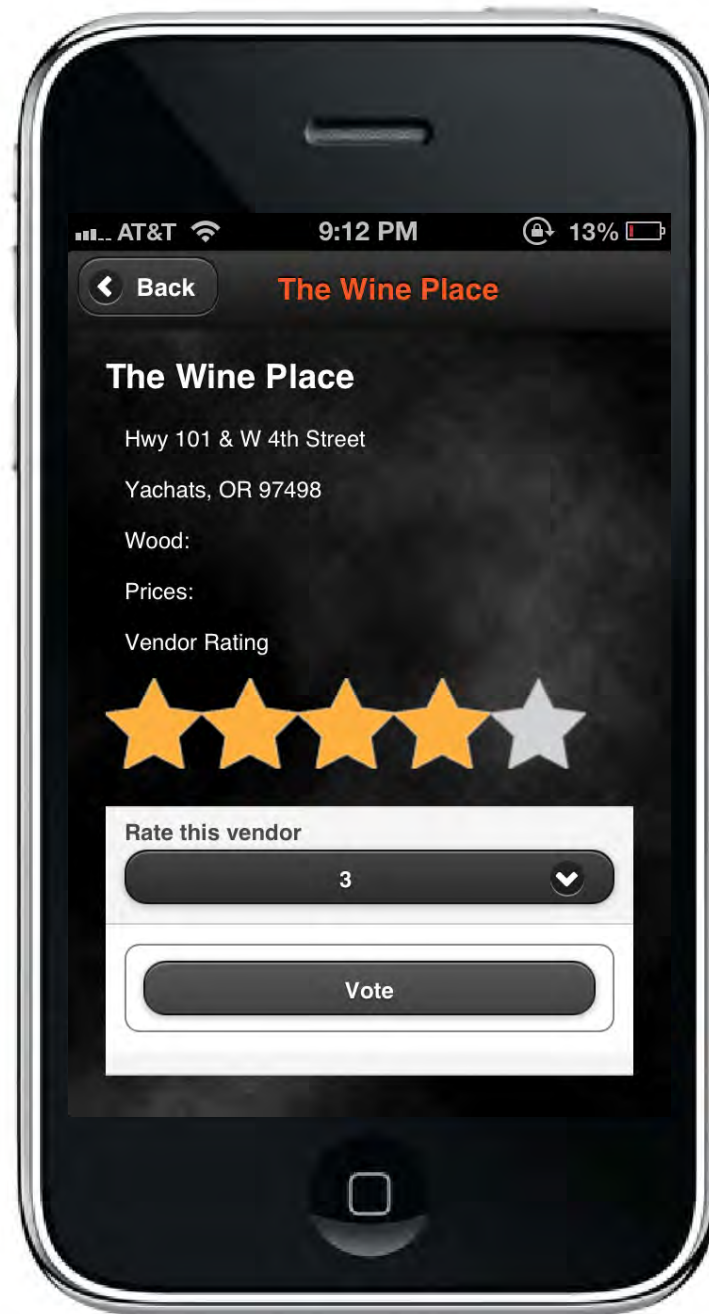 AT&T 9:12 PM 13%
Back The Wine Place
The Wine Place
Hwy 101 & W 4th Street
Yachats, OR 97498
Wood:
Prices:
Vendor Rating
Rate this vendor
3
Vote